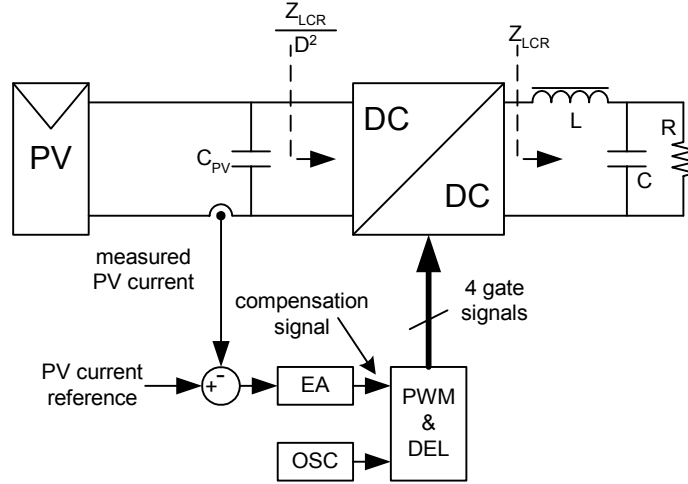 Z_LCR
D²
Z_LCR
DC
DC
PV
C_PV
L
R
C
measured
PV current
compensation
signal
4 gate
signals
PV current
reference
+
-
EA
PWM
&
DEL
OSC